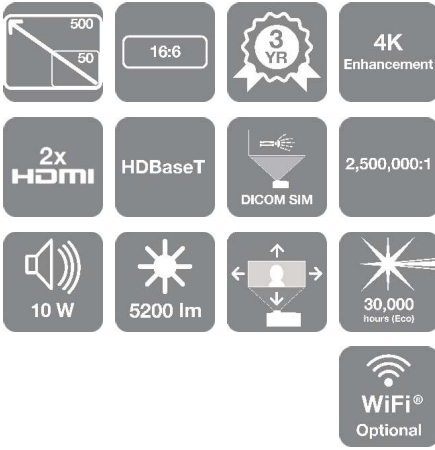 500
50
16:6
3
YR
4K
Enhancement
2x
HDMI
HDBaseT
DICOM SIM
2,500,000:1
10 W
5200 lm
30,000
hours (Eco)
WiFi®
Optional